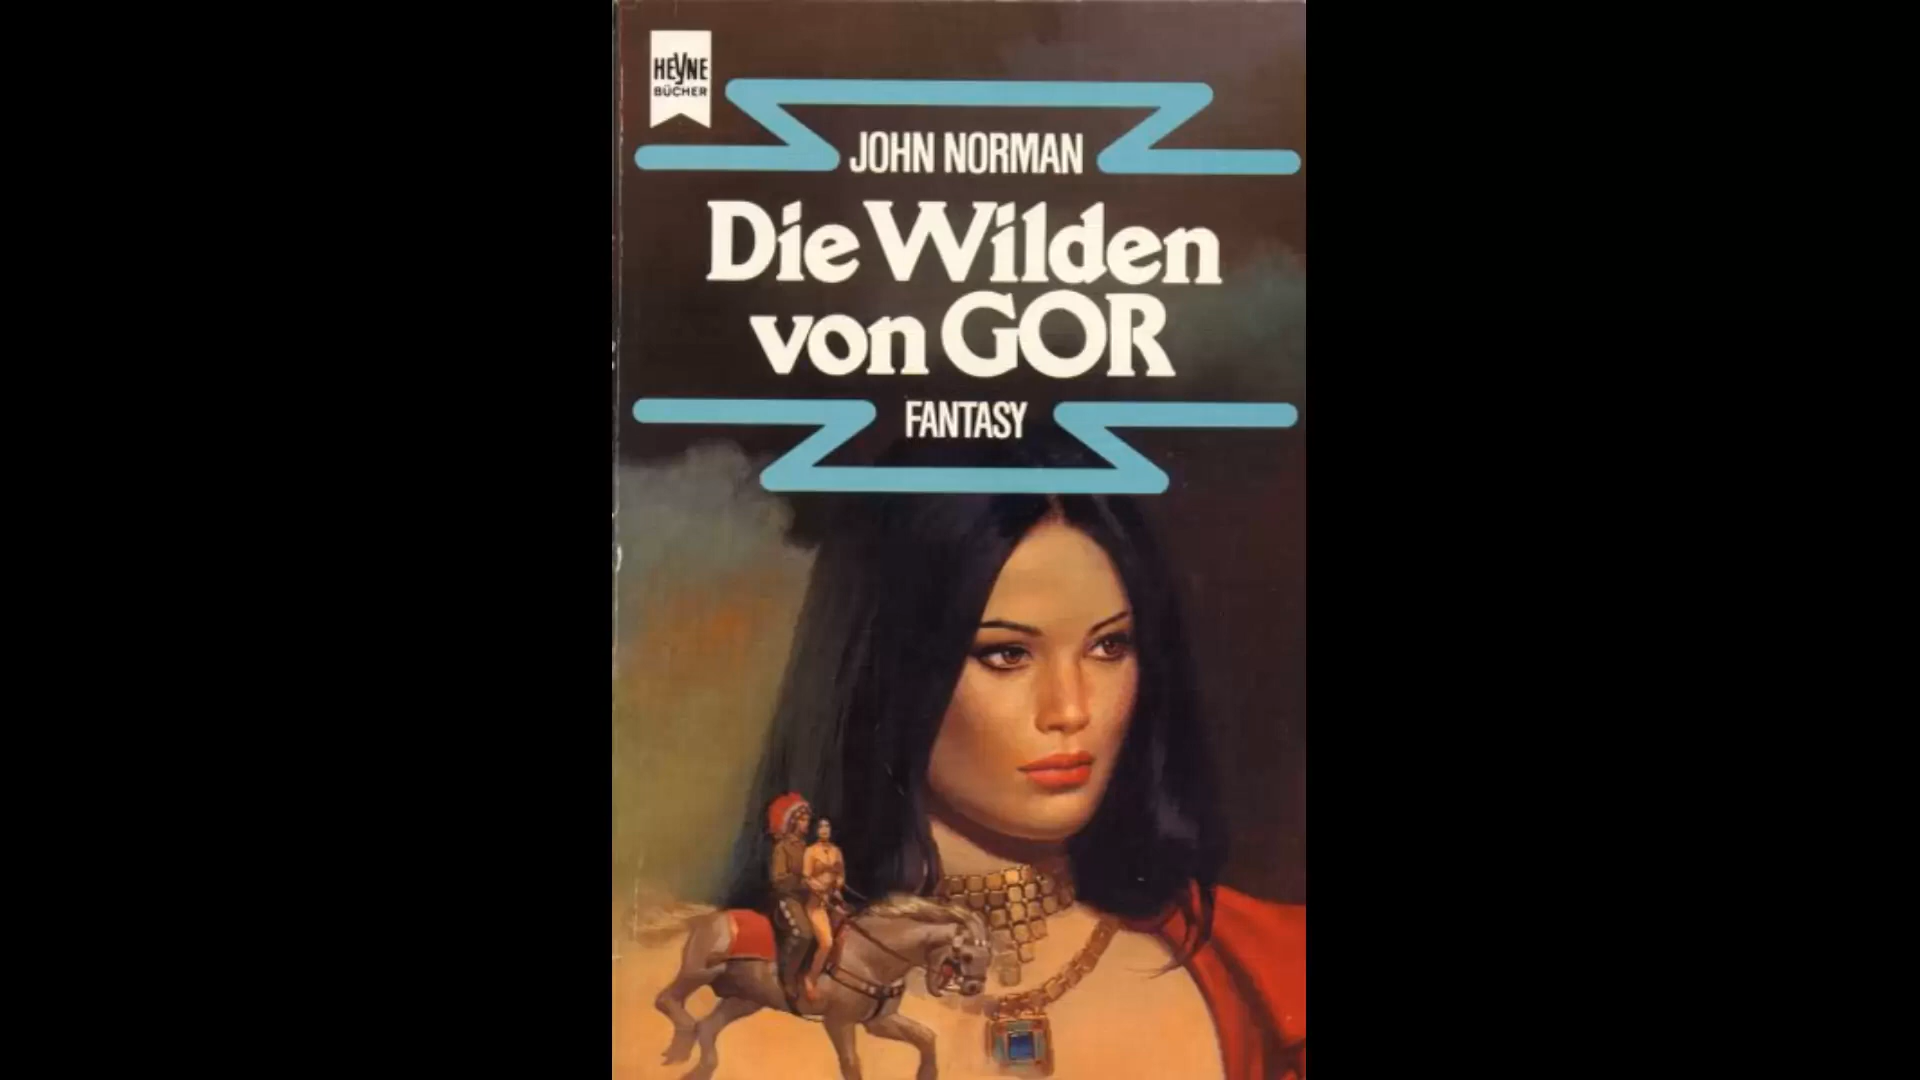 HEYNE
BÜCHER
JOHN NORMAN
Die Wilden
von GOR
FANTASY